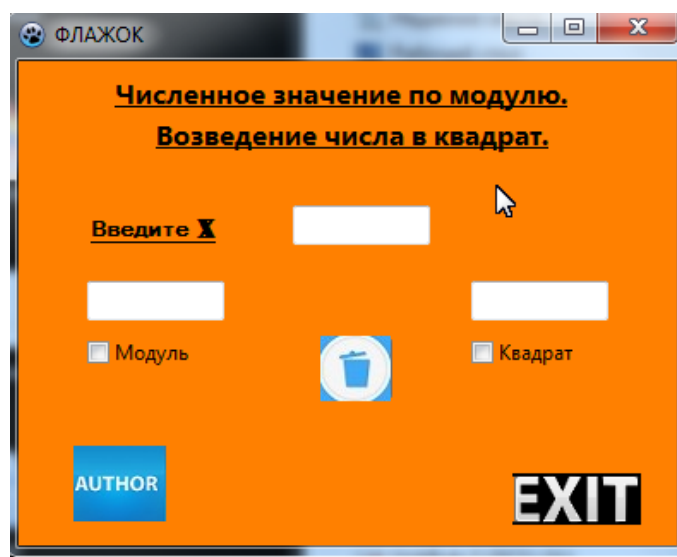 ФЛАЖОК
Численное значение по модулю.
Возведение числа в квадрат.
Введите X
Модуль
Квадрат
AUTHOR
EXIT